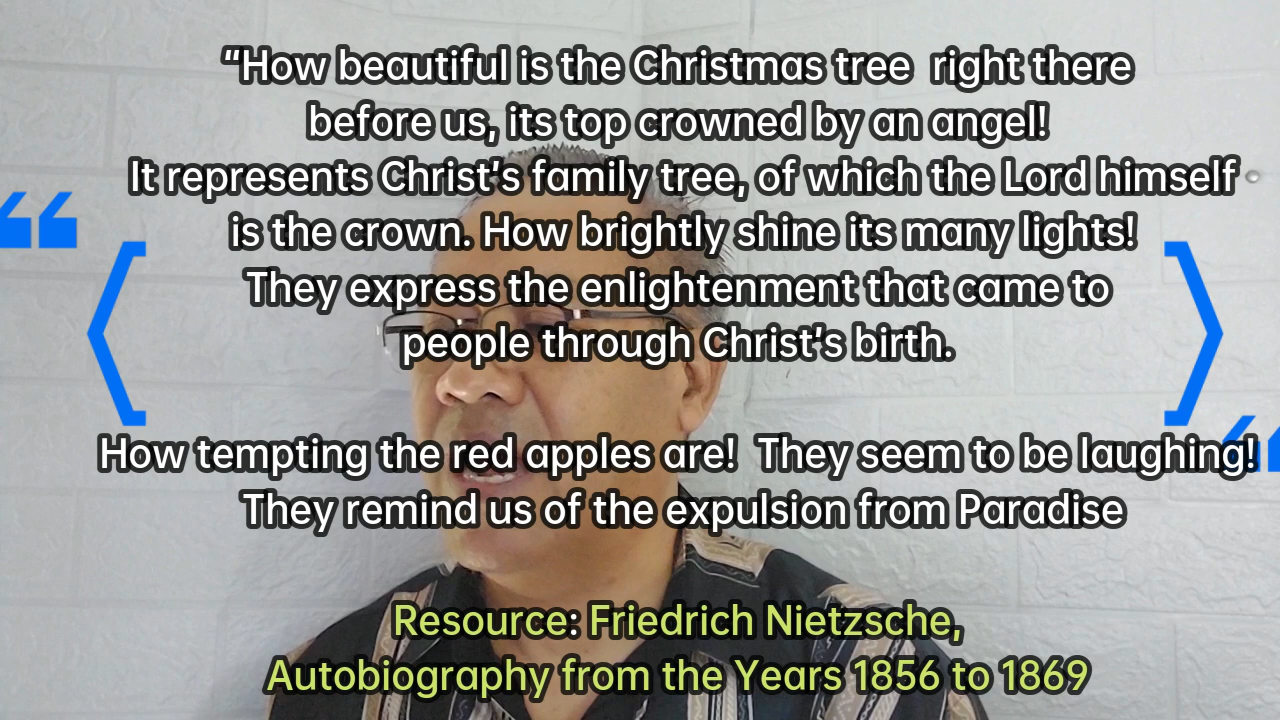 “How beautiful is the Christmas tree right there
before us, its top crowned by an angel!
It represents Christ's family tree, of which the Lord himself
is the crown. How brightly shine its many lights!
They express the enlightenment that came to
people through Christ's birth.
How tempting the red apples are! They seem to be laughing!
They remind us of the expulsion from Paradise
Resource: Friedrich Nietzsche,
Autobiography from the Years 1856 to 1869